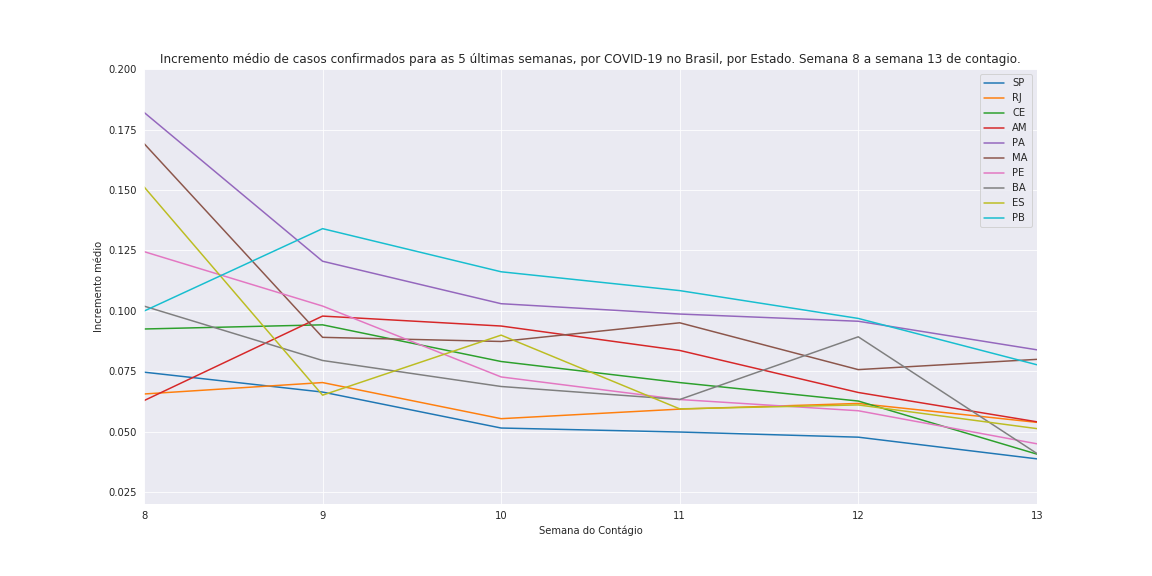 Incremento médio de casos confirmados para as 5 últimas semanas, por COVID-19 no Brasil, por Estado. Semana 8 a semana 13 de contagio.
0.200
0.175
0.150
0.125
0.100
0.075
0.050
0.025
Incremento médio
SP
RJ
CE
AM
PA
MA
PE
BA
ES
PB
8 9 10 11 12 13
Semana do Contágio